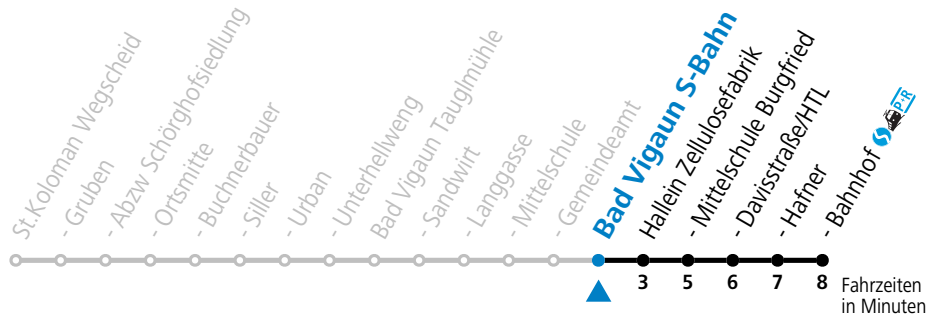 St.Koloman Wegscheid
- Gruben
- Abzw Schörghofsiedlung
- Ortsmitte
- Buchnerbauer
- Siller
- Urban
- Unterhellweng
Bad Vigaun Tauglmühle
- Sandwirt
- Langgasse
- Mittelschule
- Gemeindeamt
Bad Vigaun S-Bahn
Hallein Zellulosefabrik
- Mittelschule Burgfried
- Davisstraße/HTL
- Hafner
- Bahnhof S P+R
3 5 6 7 8
Fahrzeiten
in Minuten